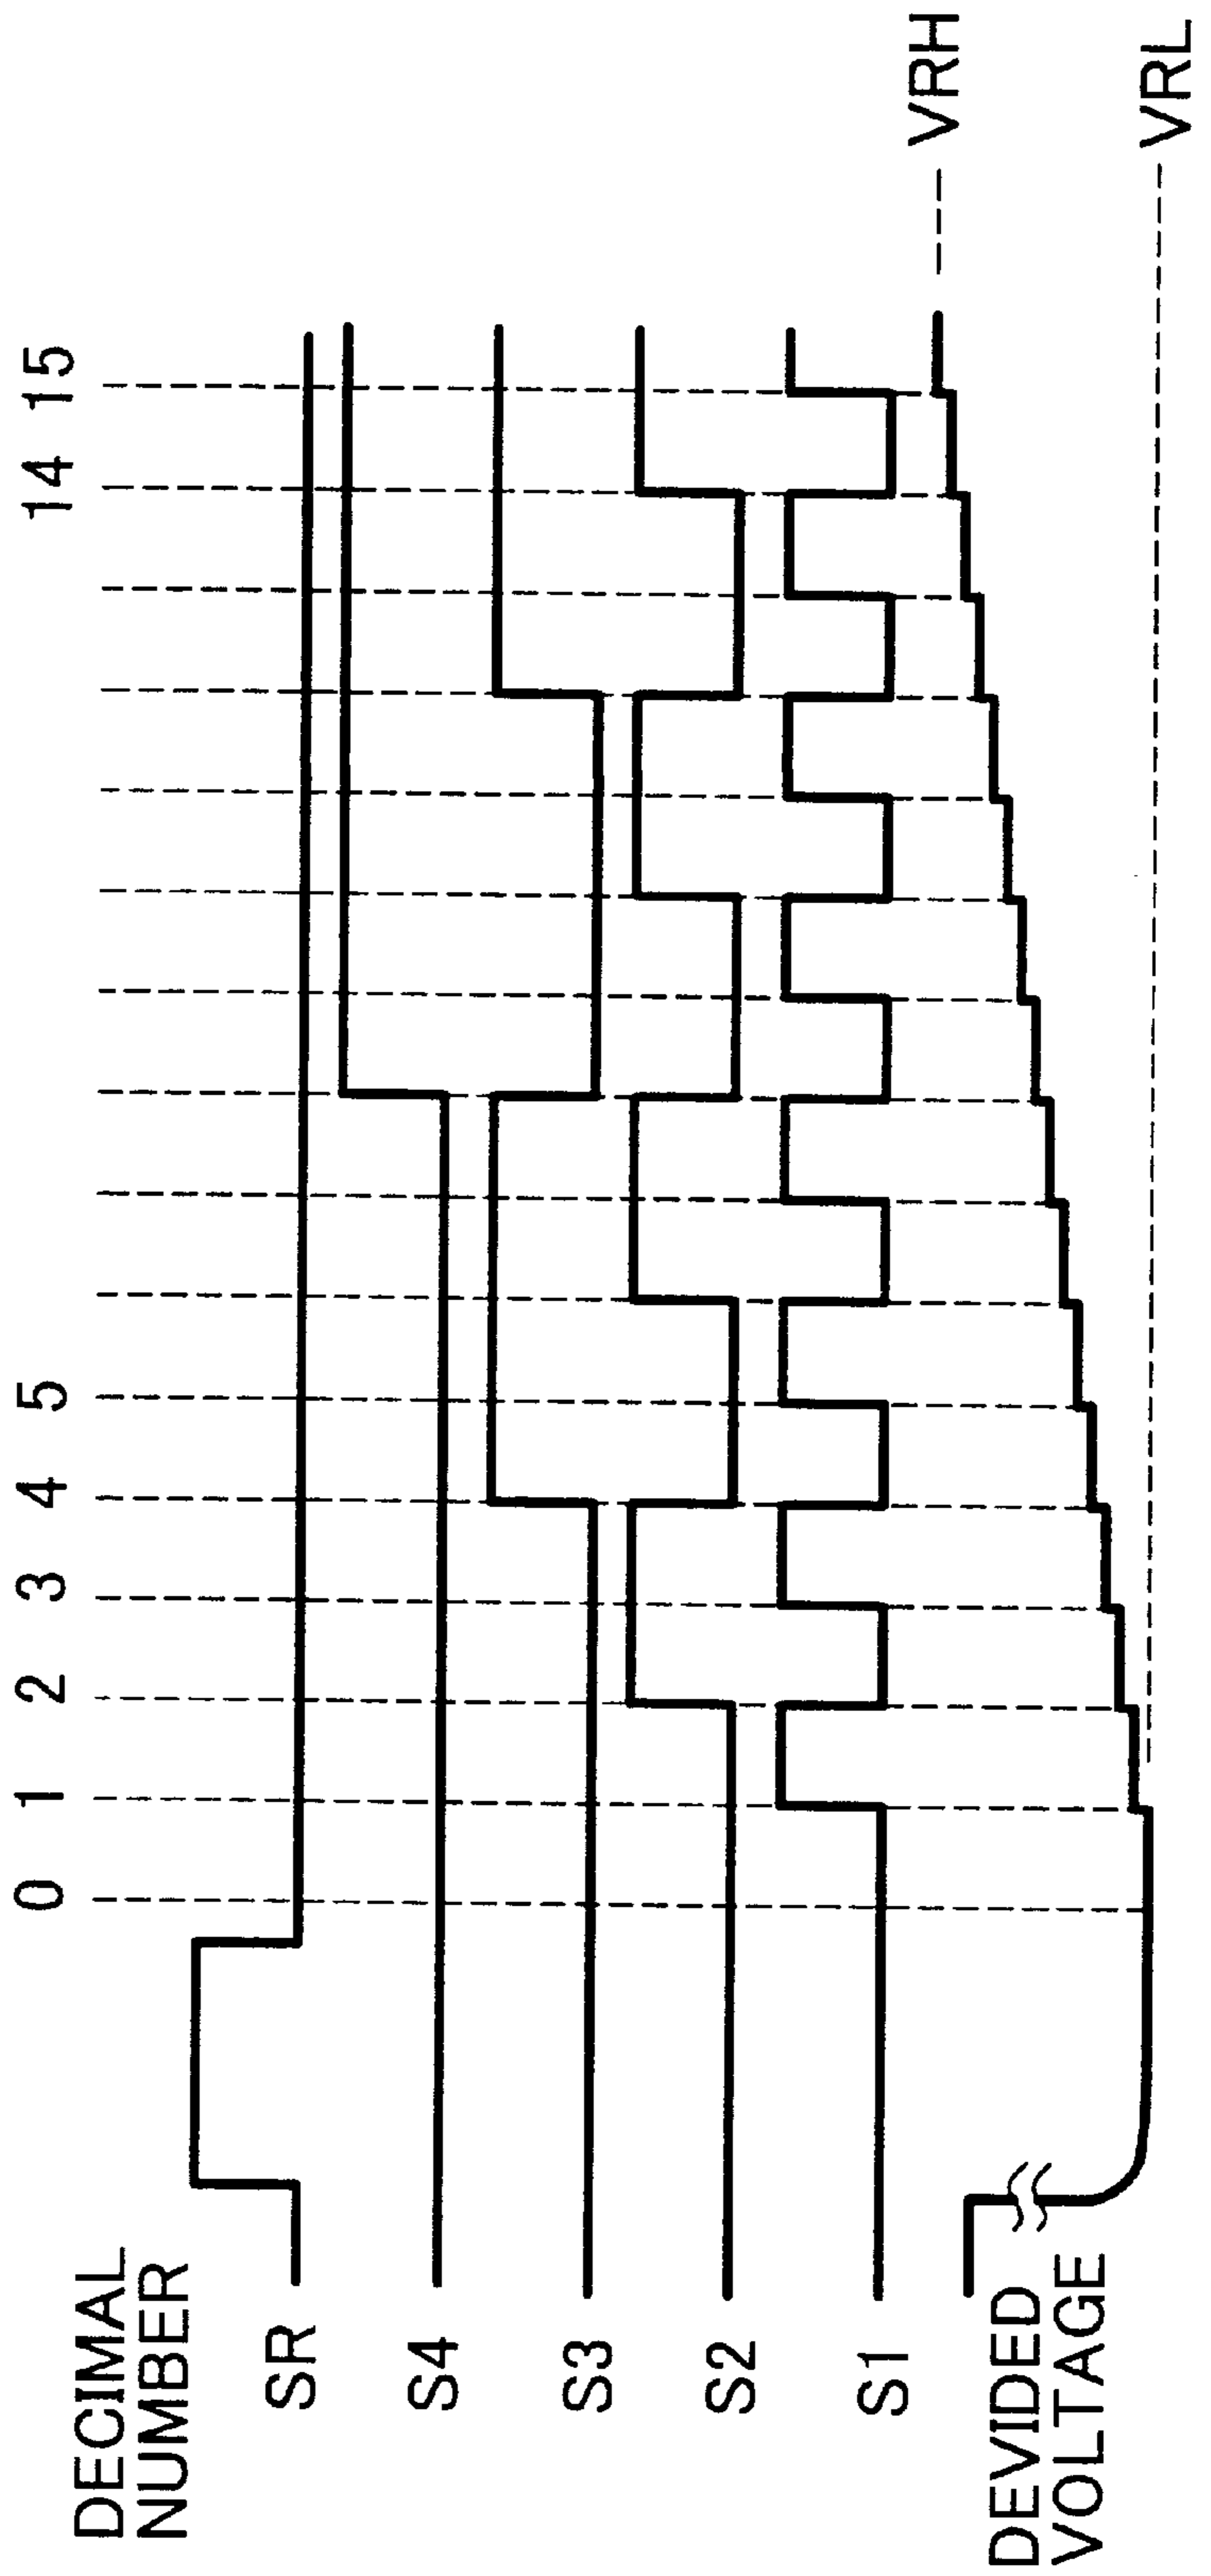 DECIMAL
NUMBER
0 1 2 3 4 5 14 15
SR
S4
S3
S2
S1
DEVIDED
VOLTAGE
VRH
VRL